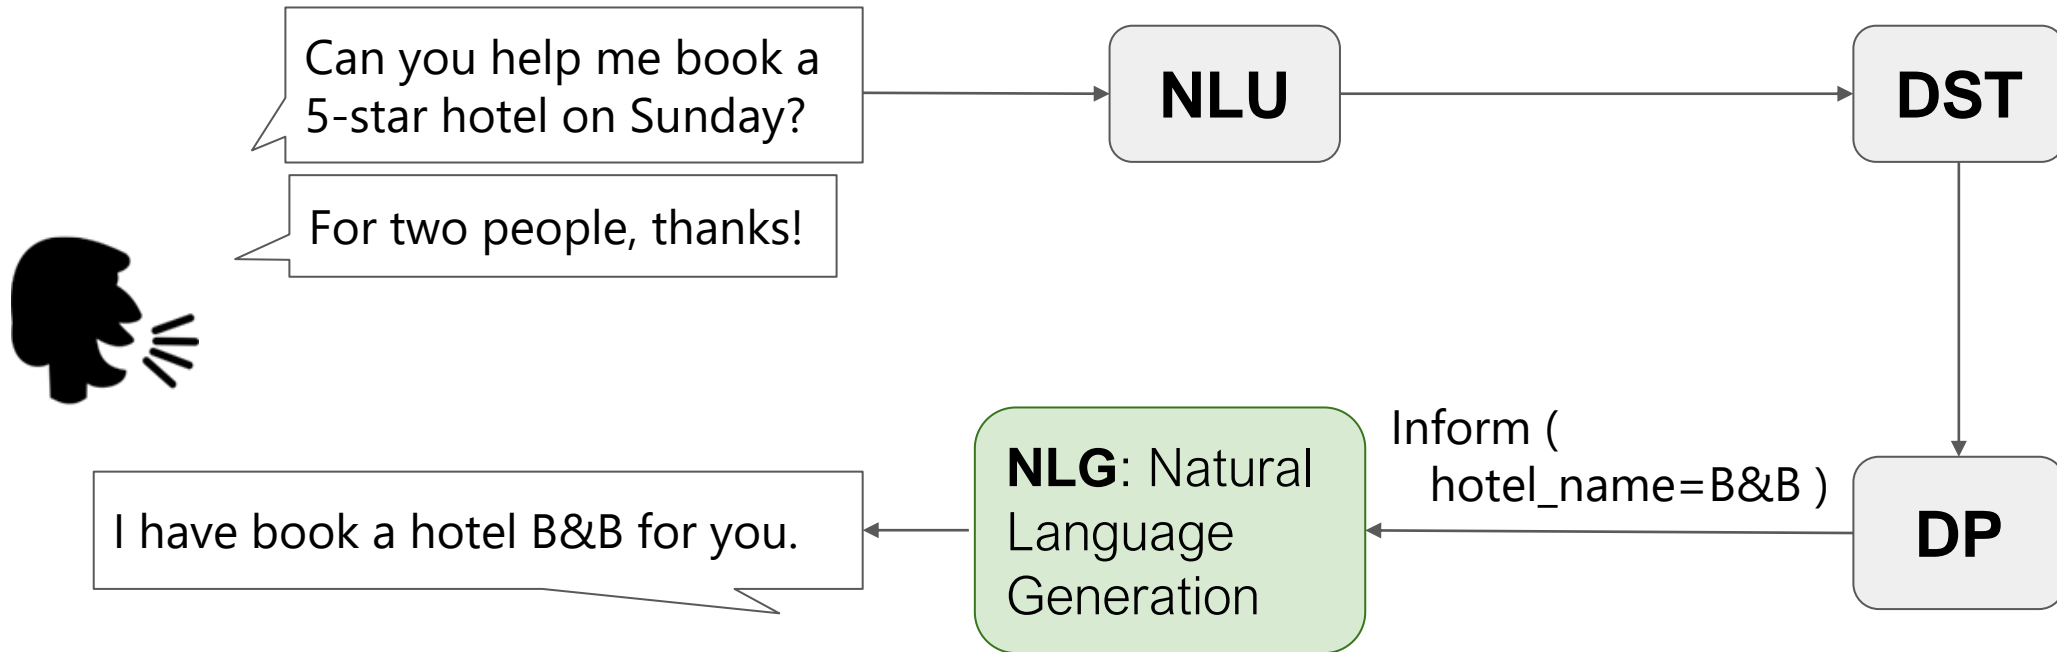 Can you help me book a
5-star hotel on Sunday?
NLU
DST
For two people, thanks!
Inform (
hotel_name=B&B )
NLG: Natural
Language
Generation
I have book a hotel B&B for you.
DP